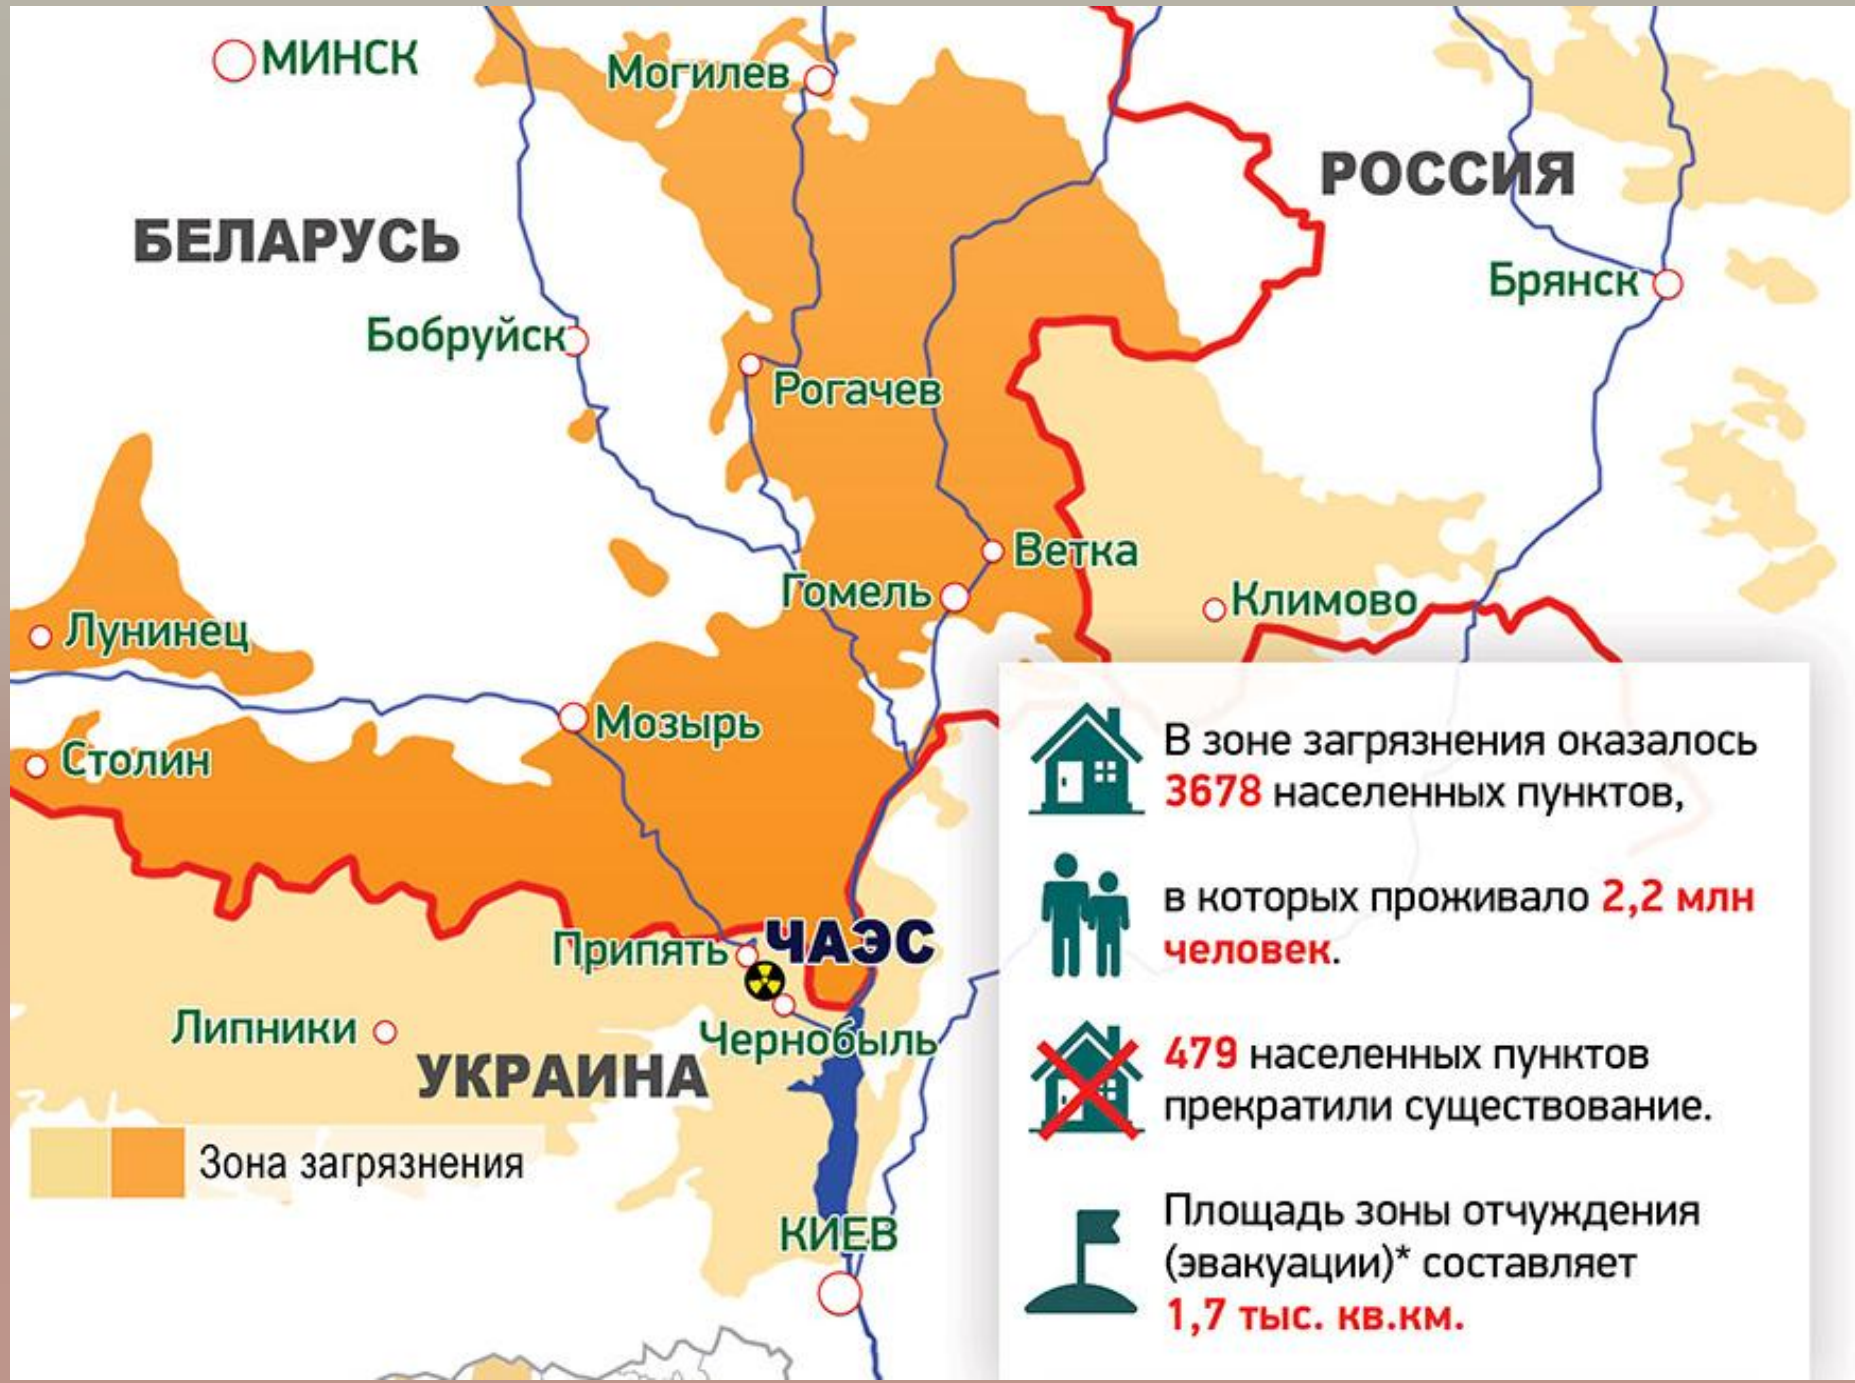 МИНСК
Могилев
РОССИЯ
БЕЛАРУСЬ
Брянск
Бобруйск
Рогачев
Ветка
Гомель
Климово
Лунинец
Мозырь
Столин
Припять
ЧАЭС
Липники
Чернобыль
УКРАИНА
Зона загрязнения
КИЕВ
В зоне загрязнения оказалось
3678 населенных пунктов,
в которых проживало 2,2 млн
человек.
479 населенных пунктов
прекратили существование.
Площадь зоны отчуждения
(эвакуации)* составляет
1,7 тыс. кв.км.